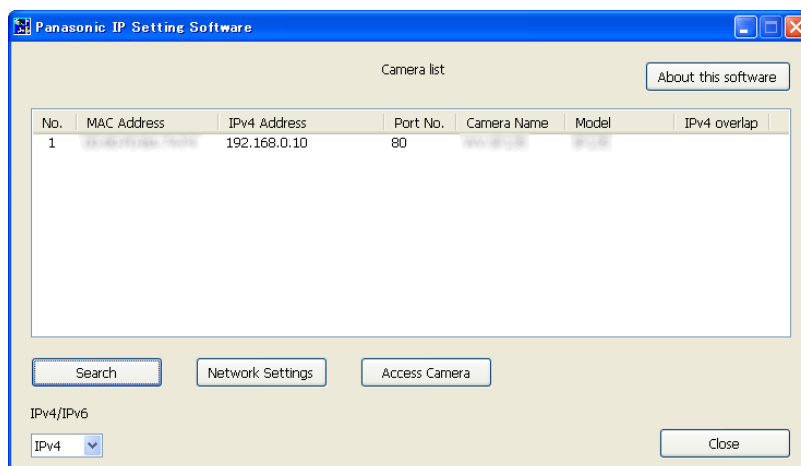 Panasonic IP Setting Software
Camera list
About this software
No. MAC Address IPv4 Address Port No. Camera Name Model IPv4 overlap
1 192.168.0.10 80
Search Network Settings Access Camera
IPv4/IPv6
IPv4 Close